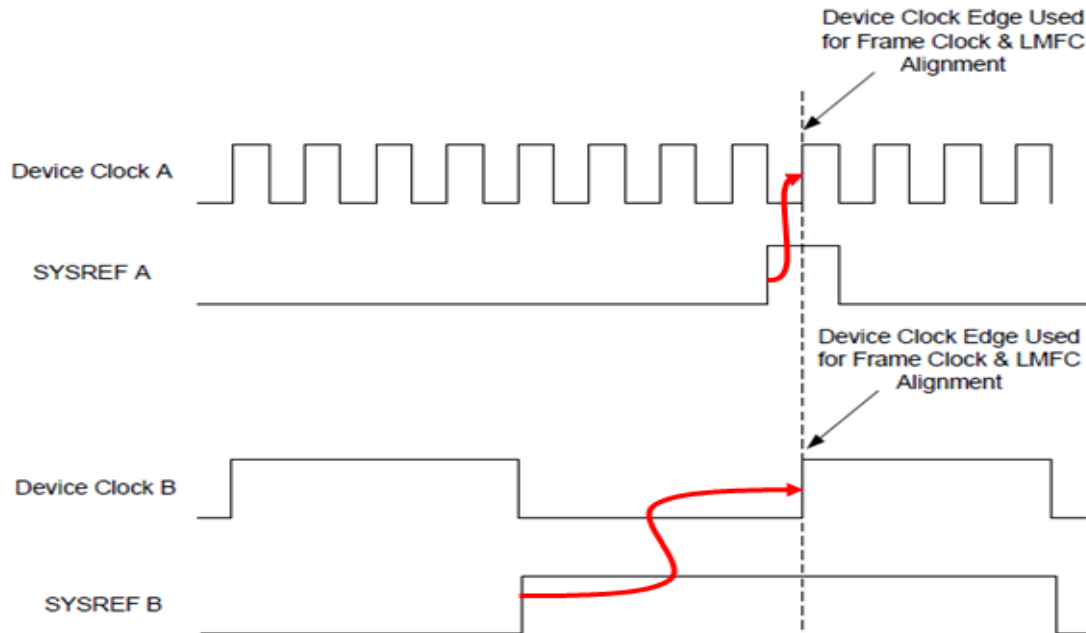 Device Clock Edge Used
for Frame Clock & LMFC
Alignment
Device Clock A
SYSREF A
Device Clock Edge Used
for Frame Clock & LMFC
Alignment
Device Clock B
SYSREF B